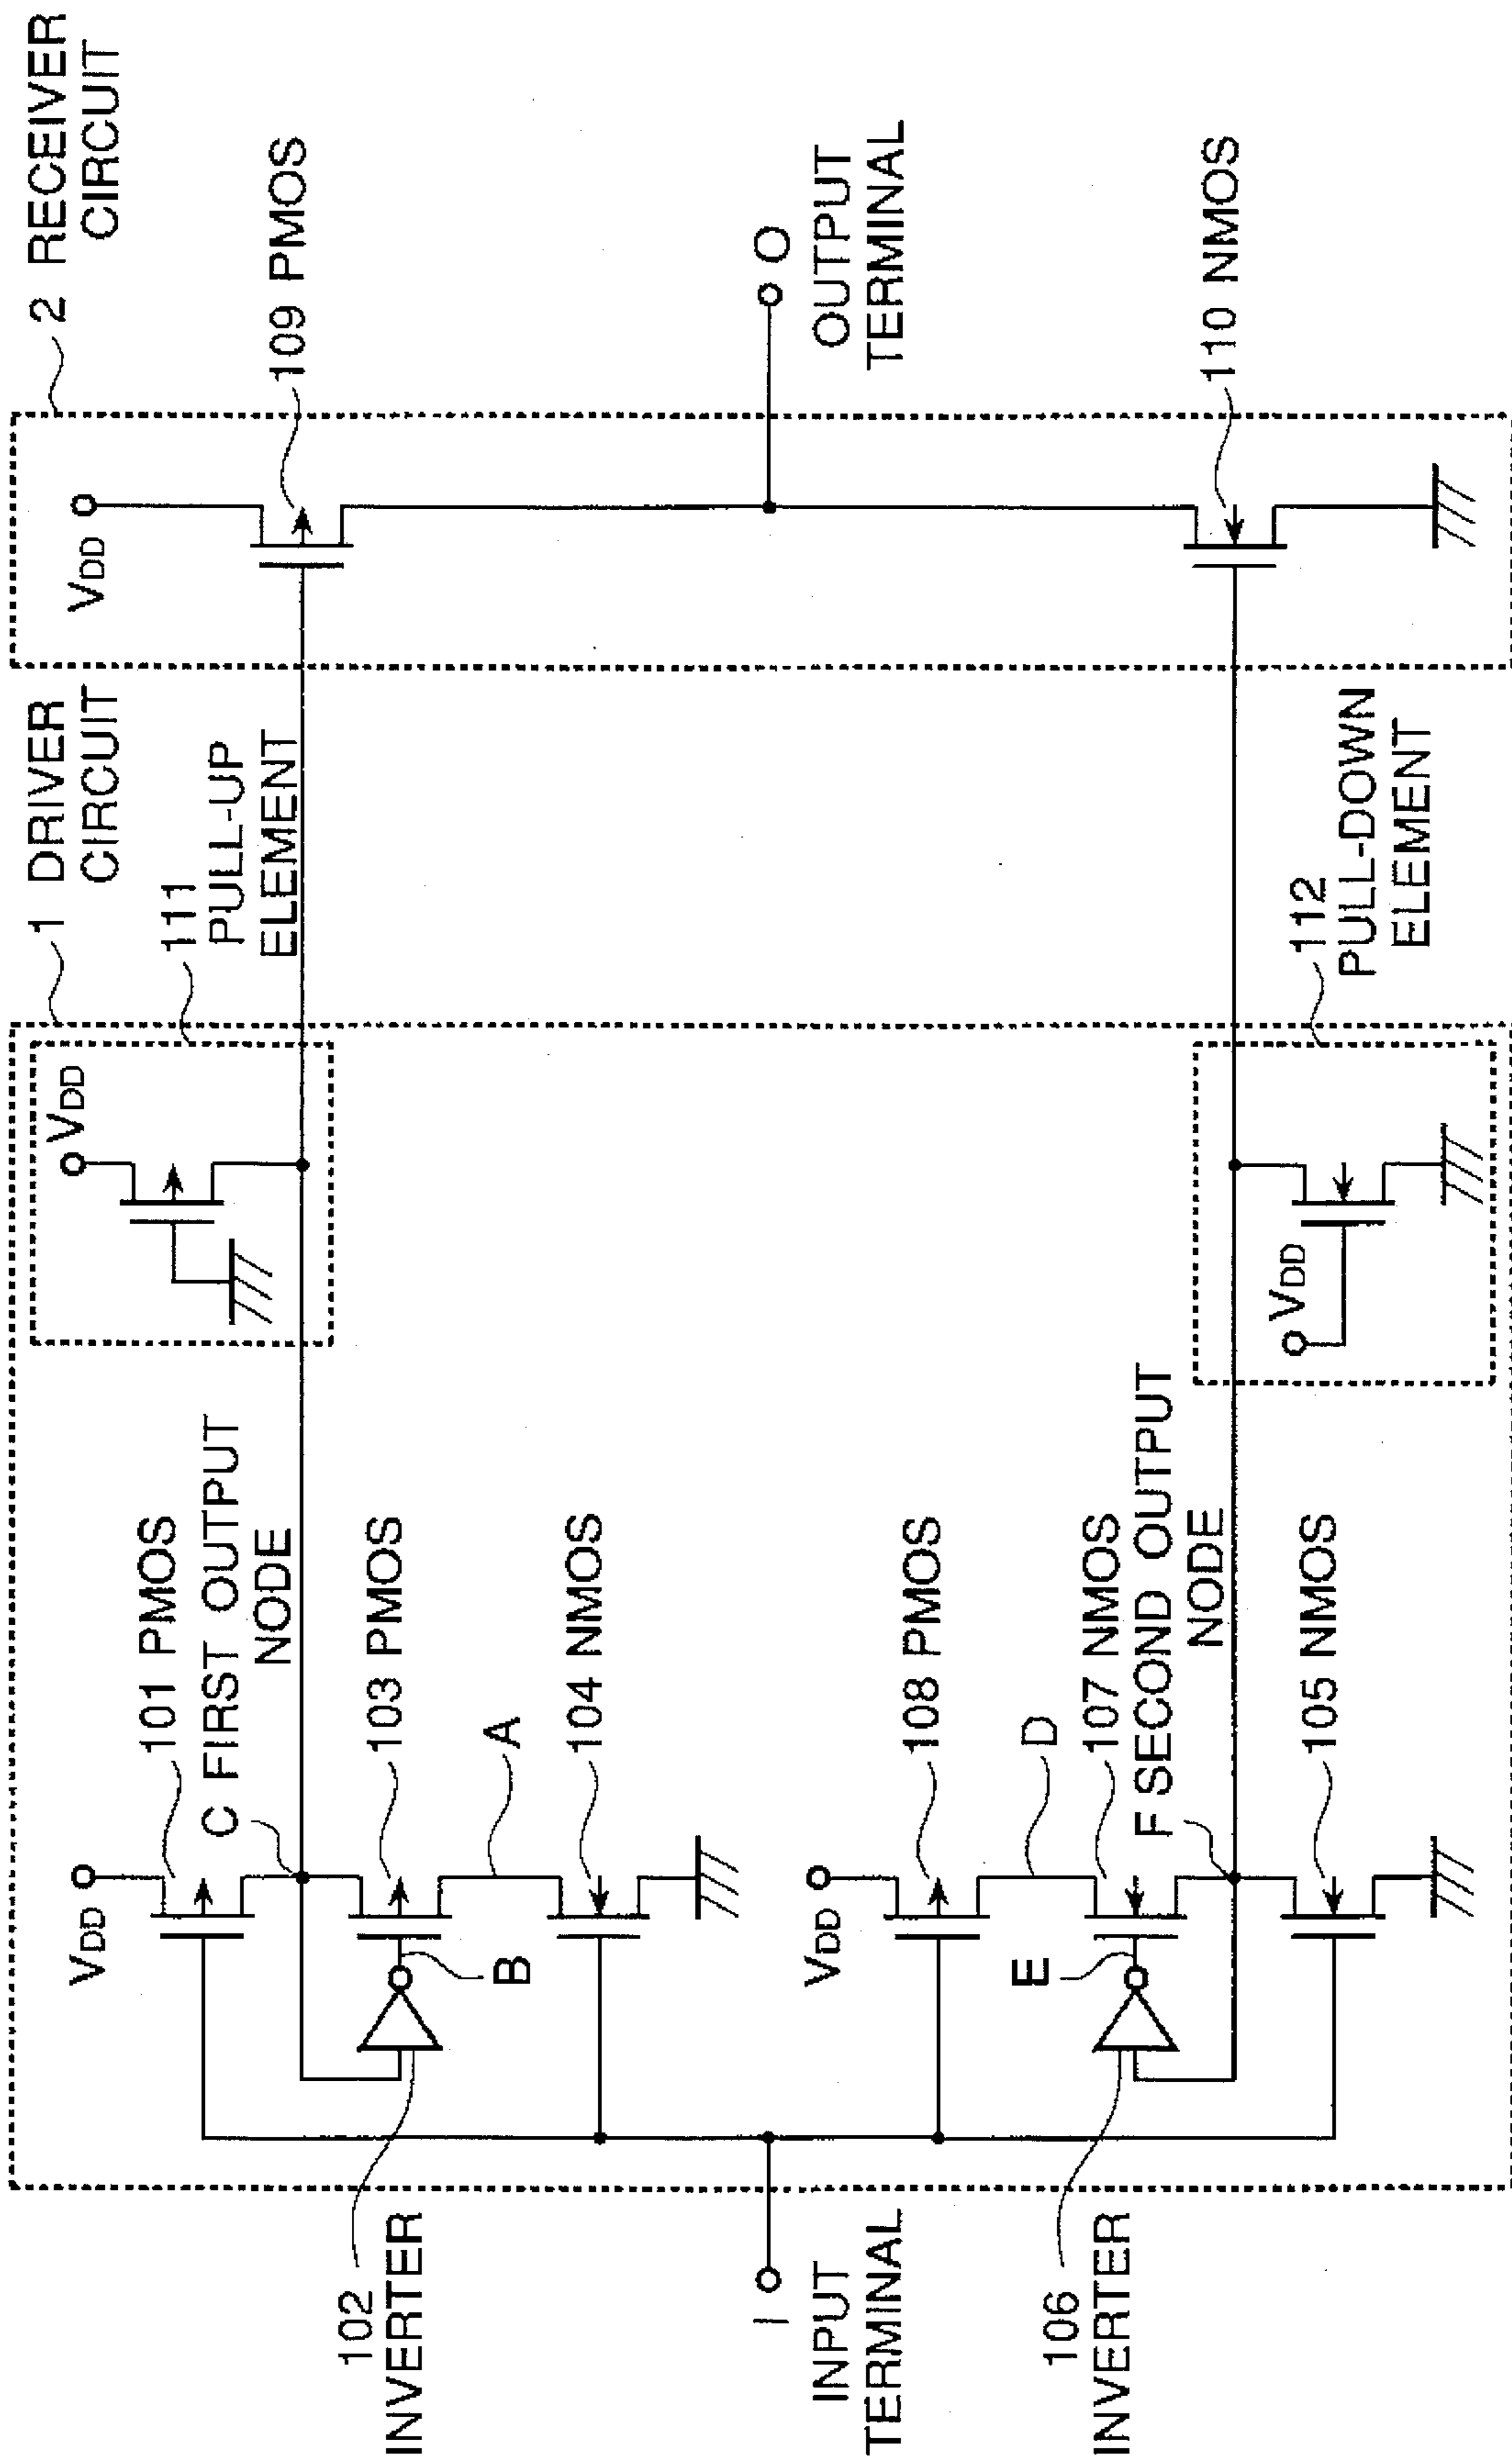 1 DRIVER
CIRCUIT
2 RECEIVER
CIRCUIT
111
PULL-UP
ELEMENT
VDD
VDD
VDD
101 PMOS
C FIRST OUTPUT
NODE
109 PMOS
102
INVERTER
B
103 PMOS
A
104 NMOS
I
INPUT
TERMINAL
O
OUTPUT
TERMINAL
VDD
108 PMOS
D
106
INVERTER
E
107 NMOS
F SECOND OUTPUT
NODE
105 NMOS
VDD
112
PULL-DOWN
ELEMENT
110 NMOS